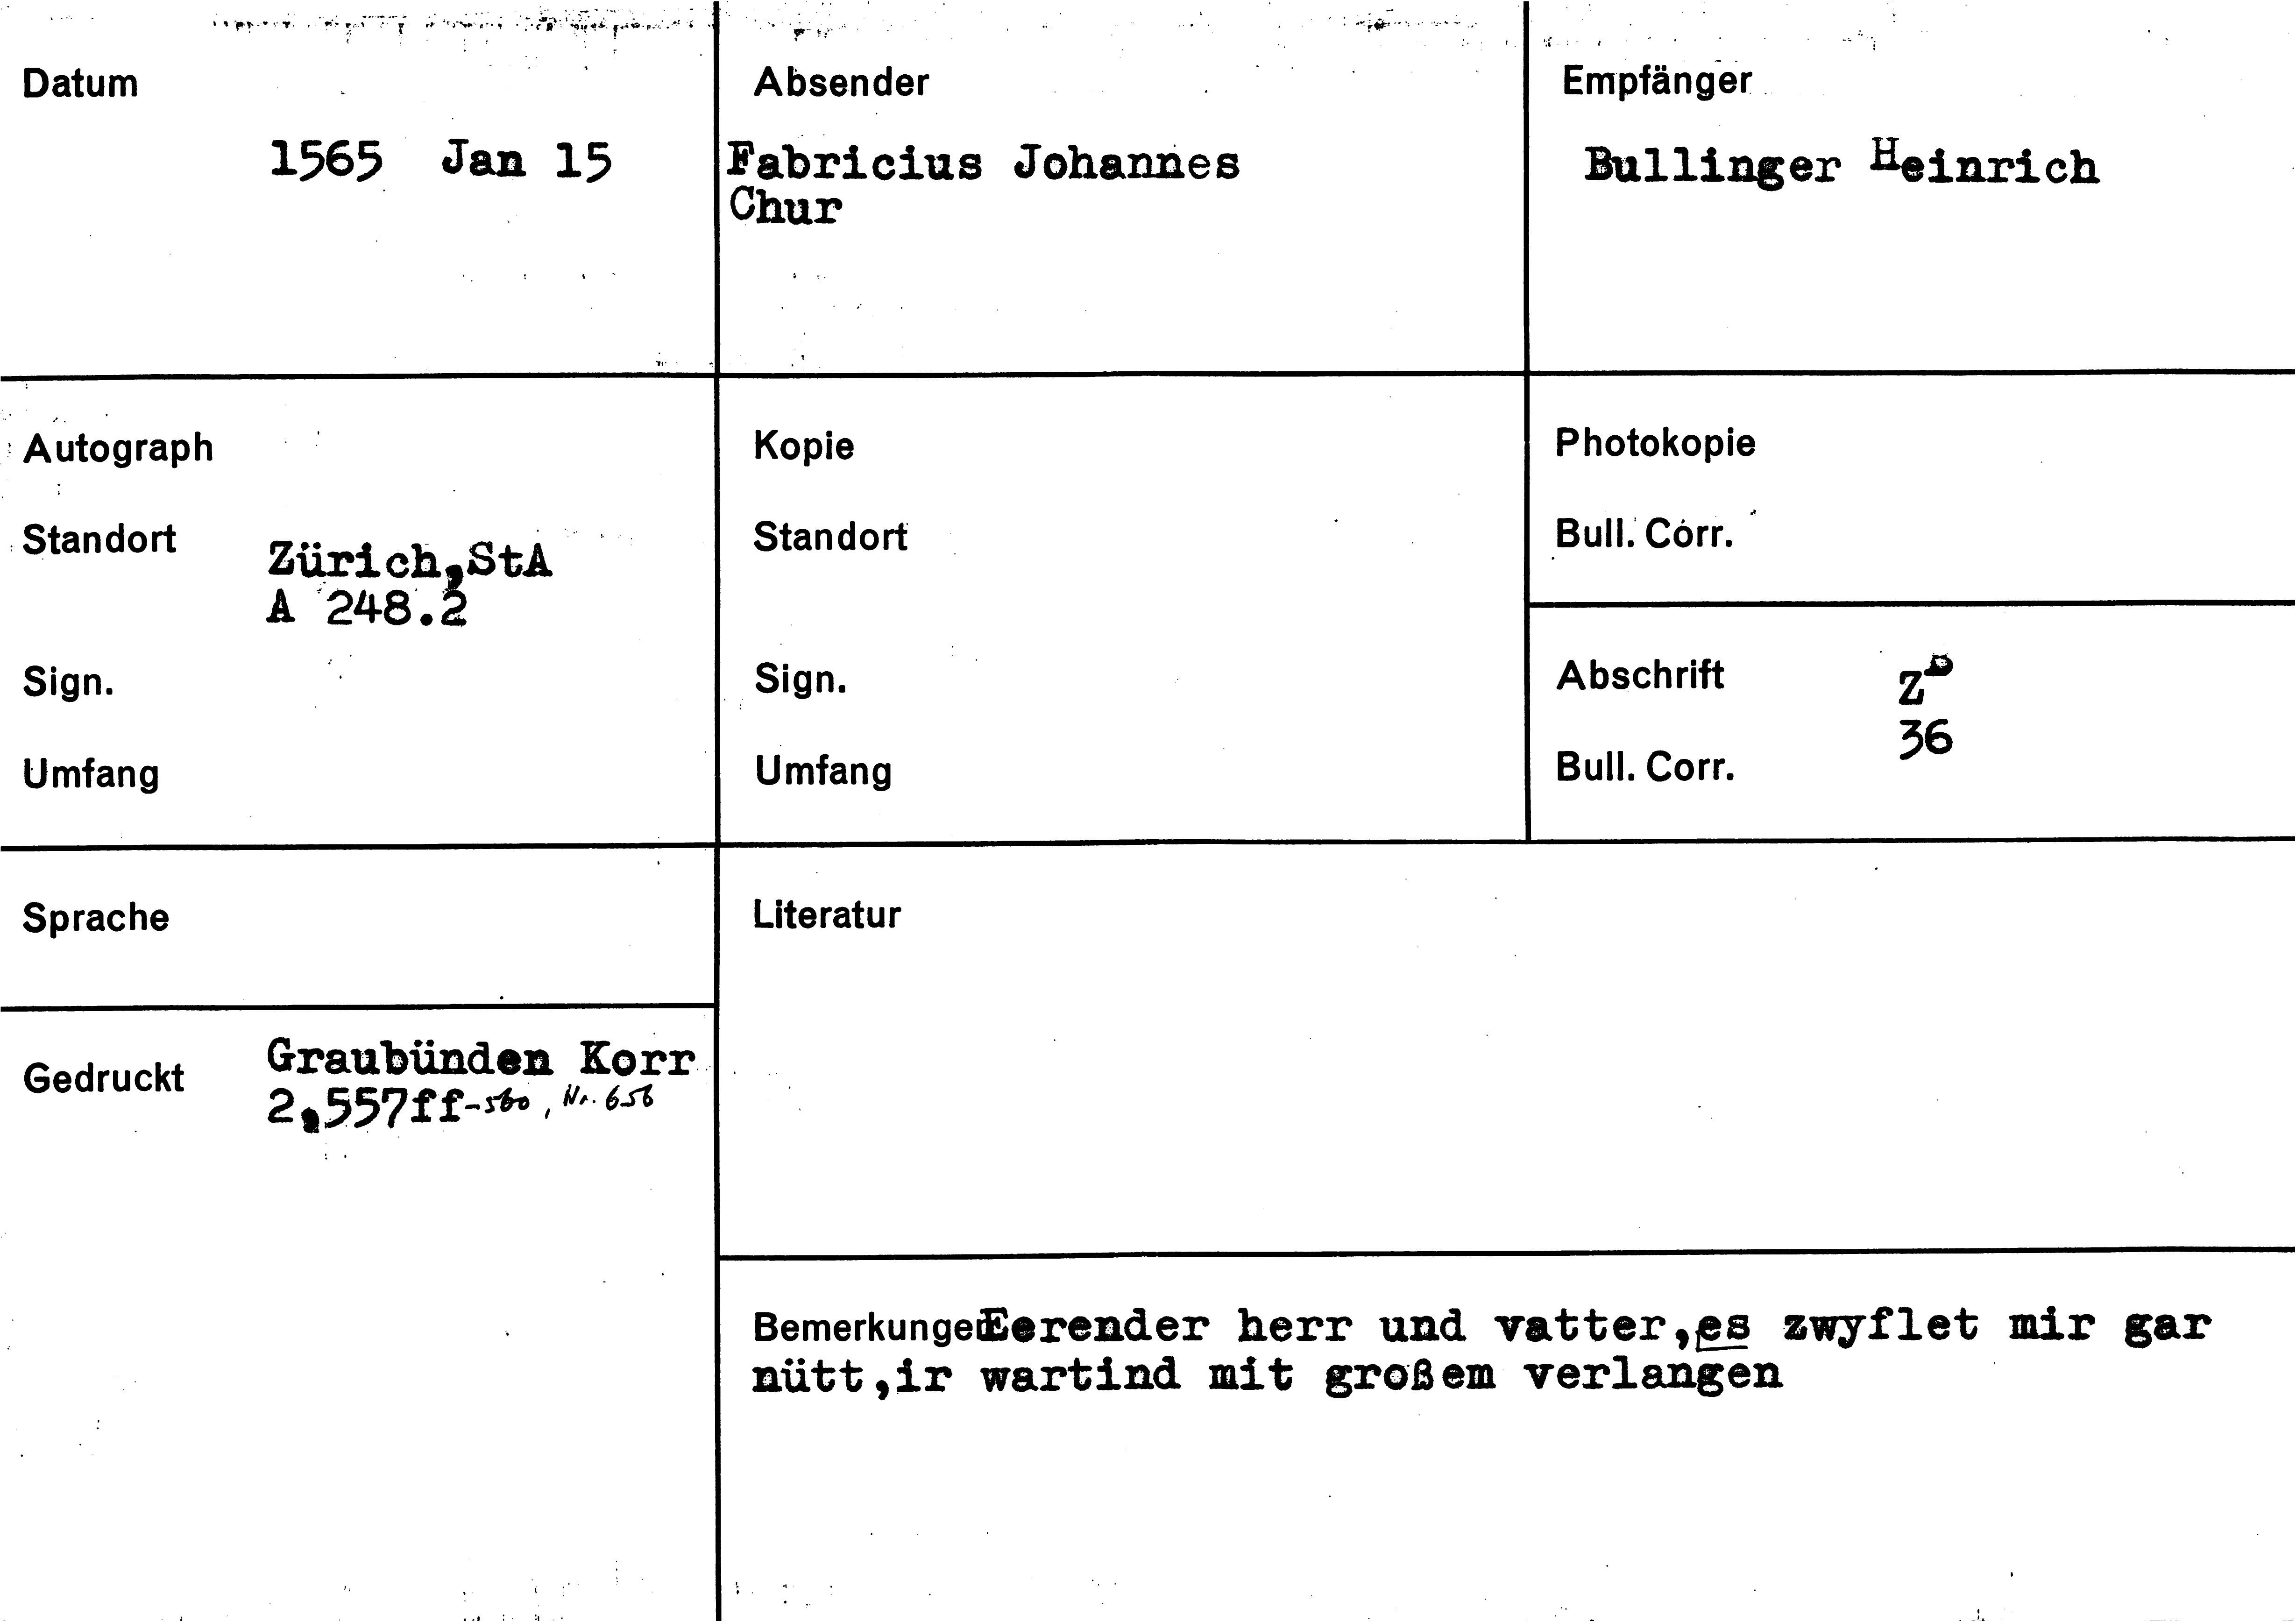 Datum
1565 Jan 15
Absender
Fabricius Johannes
Chur
Empfänger
Bullinger Heinrich
Autograph
Standort
Zürich,StA
A 248.2
Sign.
Umfang
Kopie
Standort
Sign.
Umfang
Photokopie
Bull. Corr.
Abschrift
Z
36
Bull. Corr.
Sprache
Gedruckt
Graubünden Korr
2,557ff-560, Nr. 656
Literatur
Bemerkungen Eerender herr und vatter,es zwyflet mir gar
nütt,ir wartind mit großem verlangen